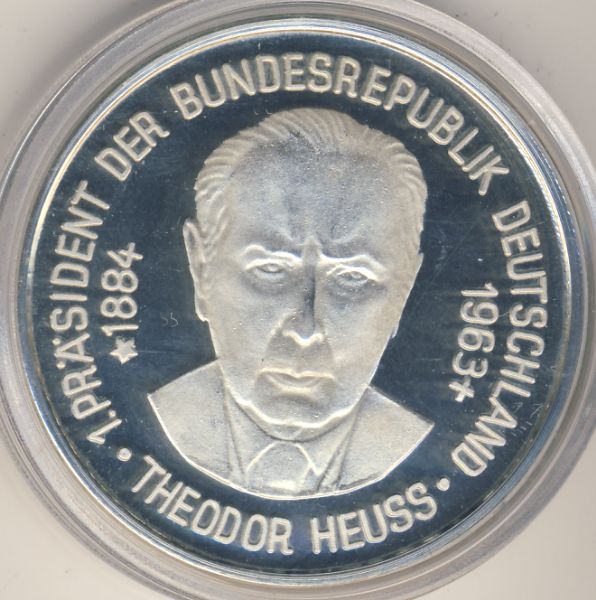 · 1. PRÄSIDENT DER BUNDESREPUBLIK DEUTSCHLAND ·
THEODOR HEUSS
*1884
1963+